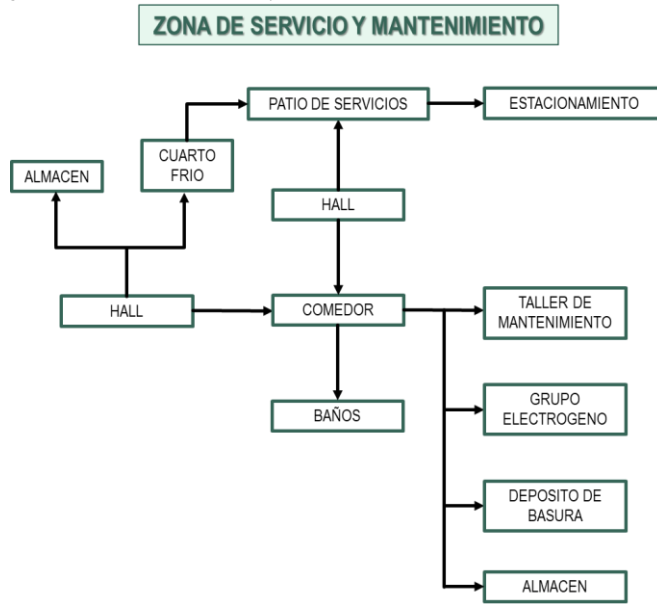 ZONA DE SERVICIO Y MANTENIMIENTO
PATIO DE SERVICIOS
ESTACIONAMIENTO
CUARTO
FRIO
ALMACEN
HALL
HALL
COMEDOR
TALLER DE
MANTENIMIENTO
BAÑOS
GRUPO
ELECTROGENO
DEPOSITO DE
BASURA
ALMACEN